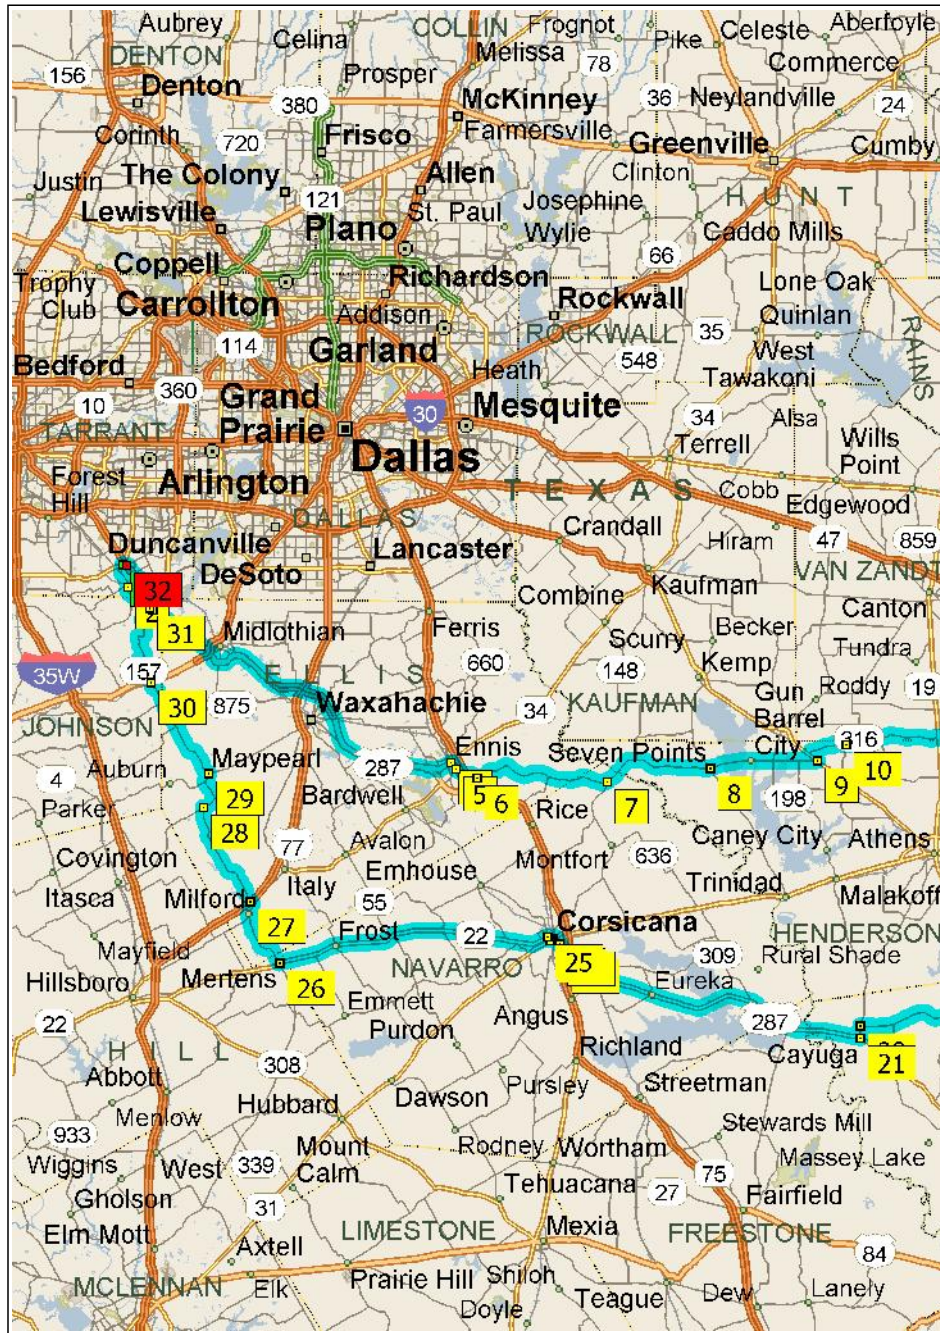 Aubrey
Celina
COLLIN
Frognot
Pike
Celeste
Aberfoyle
DENTON
Melissa
78
Commerce
156
Prosper
Denton
380
McKinney
36
Neylandville
24
Corinth
720
Frisco
Farmersville
Greenville
Cumby
Justin
The Colony
Allen
Clinton
121
St. Paul
Josephine
HUNT
Lewisville
Plano
Wylie
Caddo Mills
66
Coppell
Richardson
Lone Oak
Trophy
Club
Carrollton
Addison
Rockwall
Quinlan
ROCKWALL
35
RAINS
114
Garland
548
West
Tawakoni
Bedford
Heath
360
10
Grand
Prairie
30
Mesquite
34
Alsa
TARRANT
Terrell
Wills
Point
Forest
Hill
Dallas
Arlington
TEXAS
Cobb
Edgewood
DALLAS
Crandall
Hiram
47
859
Duncanville
DeSoto
Lancaster
Kaufman
VAN ZANDT
32
Combine
Canton
31
Midlothian
Ferris
Scurry
Becker
Tundra
35W
157
ELLIS
660
148
Kemp
30
875
34
KAUFMAN
Gun
Barrel
City
Roddy
19
JOHNSON
Waxahachie
Ennis
Seven Points
316
4
Auburn
Maypearl
287
Bardwell
5
6
7
8
9
10
Parker
29
Rice
198
28
Avalon
Caney City
Athens
Covington
77
Montfort
636
Itasca
Italy
Emhouse
Trinidad
Malakoff
Milford
55
27
Corsicana
HENDERSON
Mayfield
Frost
22
309
Rural Shade
Hillsboro
Mertens
26
NAVARRO
25
Eureka
Emmett
Angus
287
22
Purdon
Cayuga
21
HILL
308
Richland
Abbott
Dawson
Pursley
Streetman
Menlow
Hubbard
Stewards Mill
933
Rodney
Wortham
Wiggins
West
339
Mount
Calm
Massey Lake
Gholson
Tehuacana
27
75
Fairfield
31
Elm Mott
LIMESTONE
Mexia
FREESTONE
Axtell
84
MCLENNAN
Elk
Prairie Hill
Shiloh
Teague
Dew
Lanely
Doyle